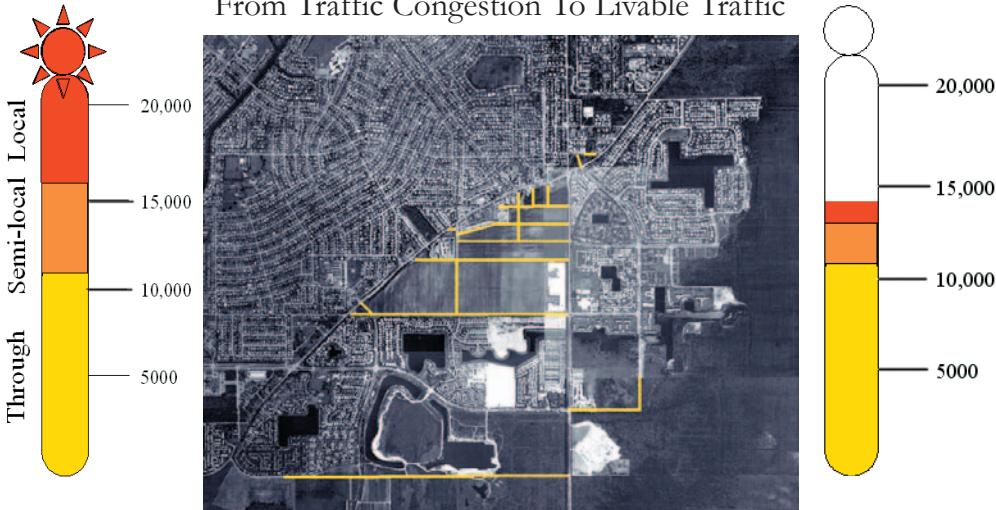 From Traffic Congestion To Livable Traffic
Local
Semi-local
Through
20,000
15,000
10,000
5000
20,000
15,000
10,000
5000